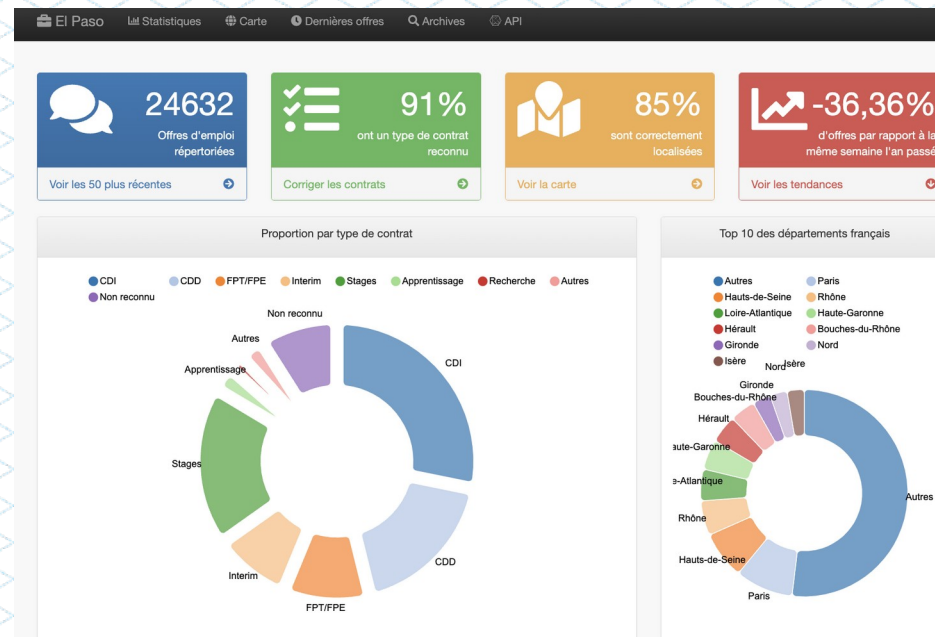 El Paso Statistiques Carte Dernières offres Archives API
24632
Offres d'emploi
répertoriées
Voir les 50 plus récentes
91%
ont un type de contrat
reconnu
Corriger les contrats
85%
sont correctement
localisées
Voir la carte
-36,36%
d'offres par rapport à la
même semaine l'an passé
Voir les tendances
Proportion par type de contrat
CDI CDD FPT/FPE Interim Stages Apprentissage Recherche Autres
Non reconnu
Non reconnu
Autres
CDI
Apprentissage
Stages
CDD
Interim
FPT/FPE
Top 10 des départements français
Autres Paris
Hauts-de-Seine Rhône
Loire-Atlantique Haute-Garonne
Hérault Bouches-du-Rhône
Gironde Nord
Isère
Nord Isère
Gironde
Bouches-du-Rhône
Hérault
aute-Garonne
e-Atlantique
Autres
Rhône
Hauts-de-Seine
Paris